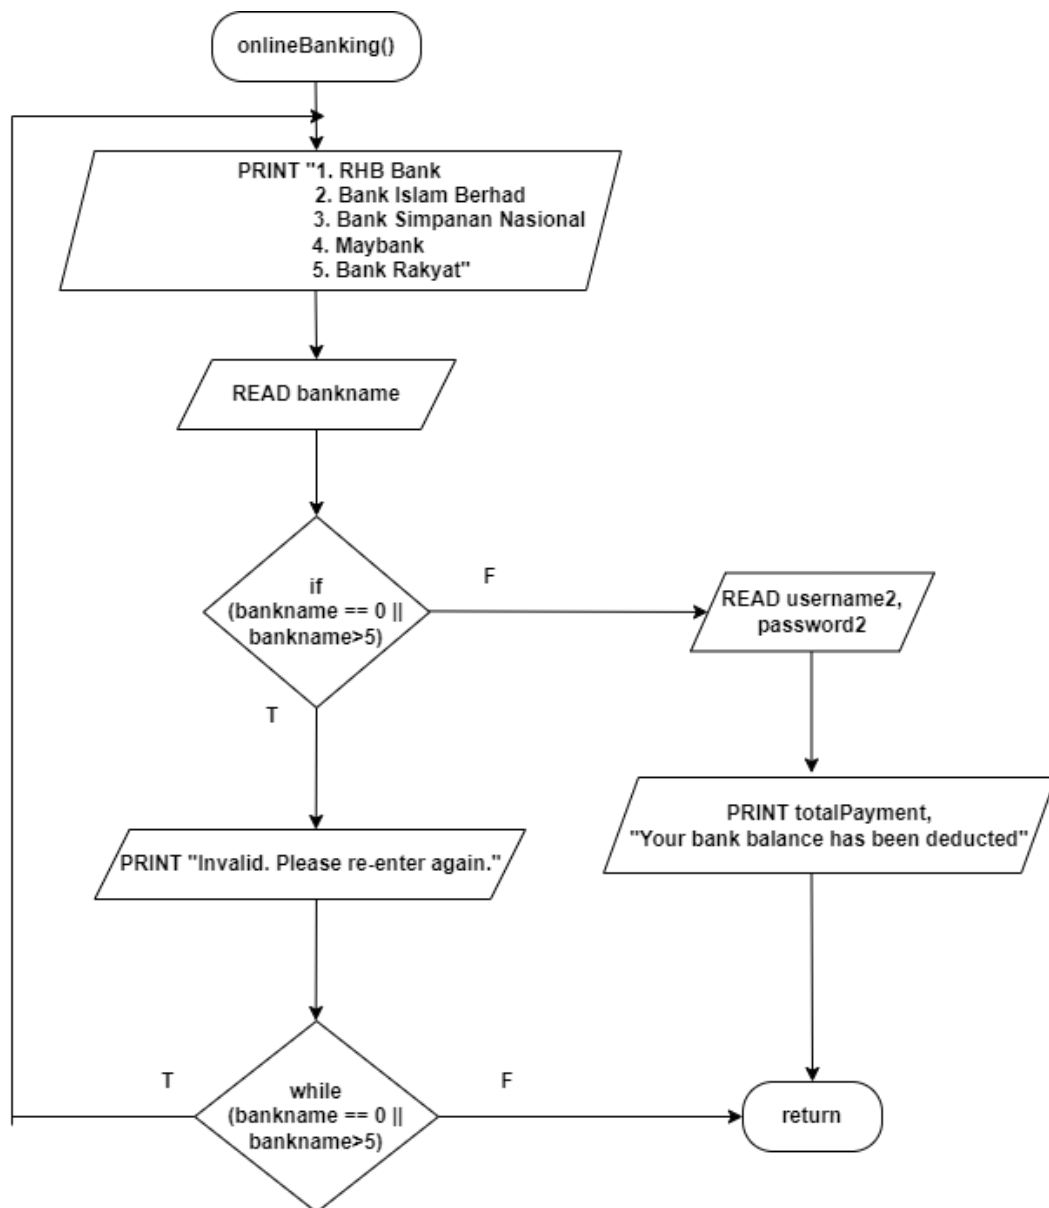 onlineBanking()
PRINT "1. RHB Bank
2. Bank Islam Berhad
3. Bank Simpanan Nasional
4. Maybank
5. Bank Rakyat"
READ bankname
if
(bankname == 0 ||
bankname>5)
F
READ username2,
password2
T
PRINT totalPayment,
"Your bank balance has been deducted"
PRINT "Invalid. Please re-enter again."
T
while
(bankname == 0 ||
bankname>5)
F
return